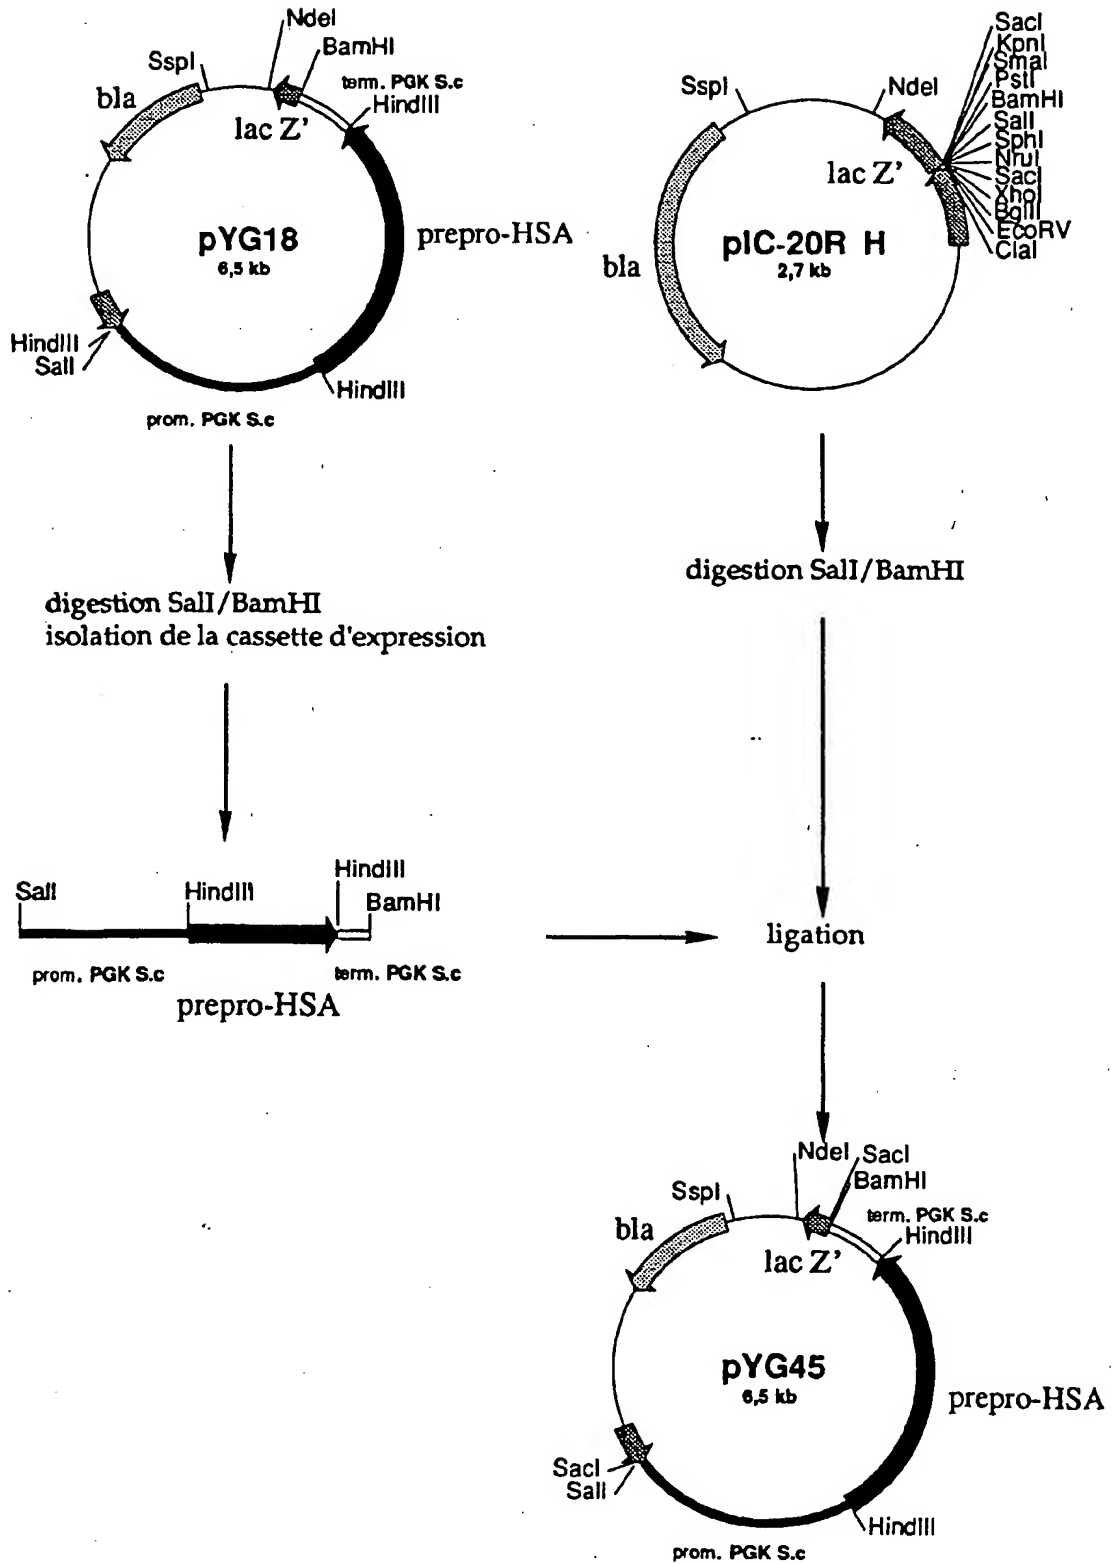 NdeI
BamHI
SspI
term. PGK S.c
HindIII
bla
lac Z'
pYG18
6,5 kb
prepro-HSA
HindIII
SalI
HindIII
prom. PGK S.c
SacI
KpnI
SmaI
PstI
BamHI
SalI
SphI
NruI
SacI
XhoI
BglII
EcoRV
ClaI
SspI
NdeI
lac Z'
pIC-20R H
2,7 kb
bla
digestion SalI/BamHI
isolation de la cassette d'expression
digestion SalI/BamHI
SalI
HindIII
HindIII
BamHI
prom. PGK S.c
term. PGK S.c
prepro-HSA
ligation
NdeI
SacI
BamHI
SspI
term. PGK S.c
HindIII
bla
lac Z'
pYG45
6,5 kb
prepro-HSA
SacI
SalI
HindIII
prom. PGK S.c